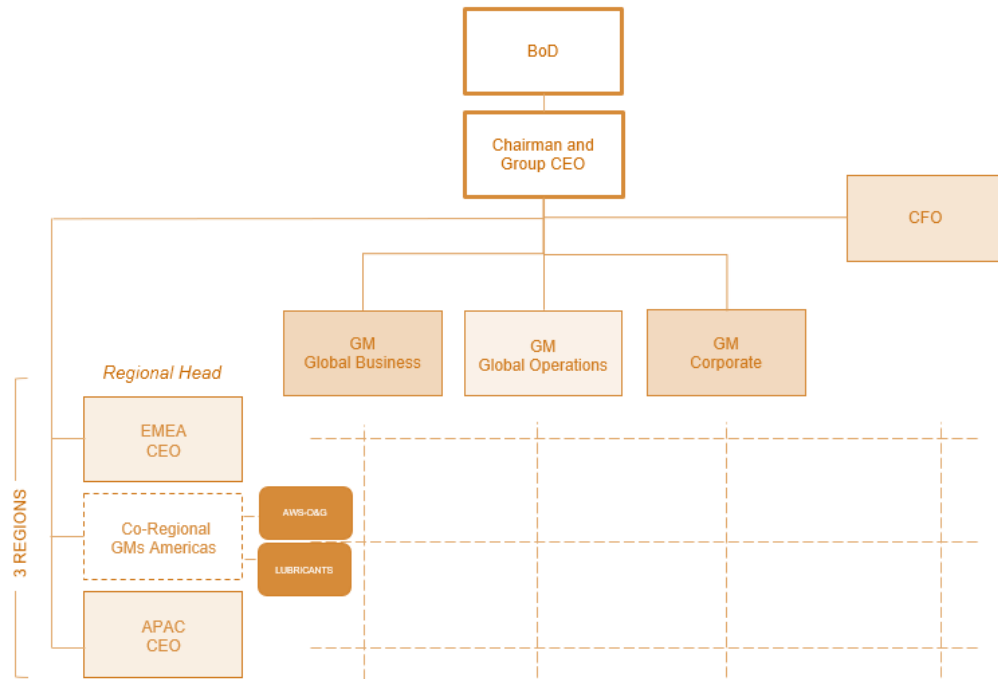 BoD
Chairman and
Group CEO
CFO
GM
Global Business
GM
Global Operations
GM
Corporate
Regional Head
3 REGIONS
EMEA
CEO
Co-Regional
GMs Americas
AWS-O&G
LUBRICANTS
APAC
CEO